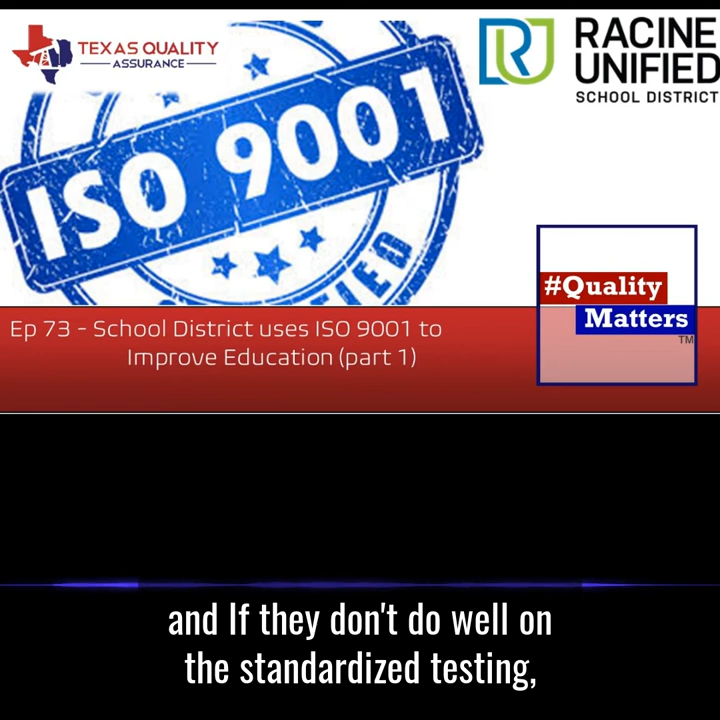 TEXAS QUALITY
ASSURANCE
RACINE
UNIFIED
SCHOOL DISTRICT
ISO 9001
#Quality
Matters
TM
Ep 73 - School District uses ISO 9001 to
Improve Education (part 1)
and If they don't do well on
the standardized testing,